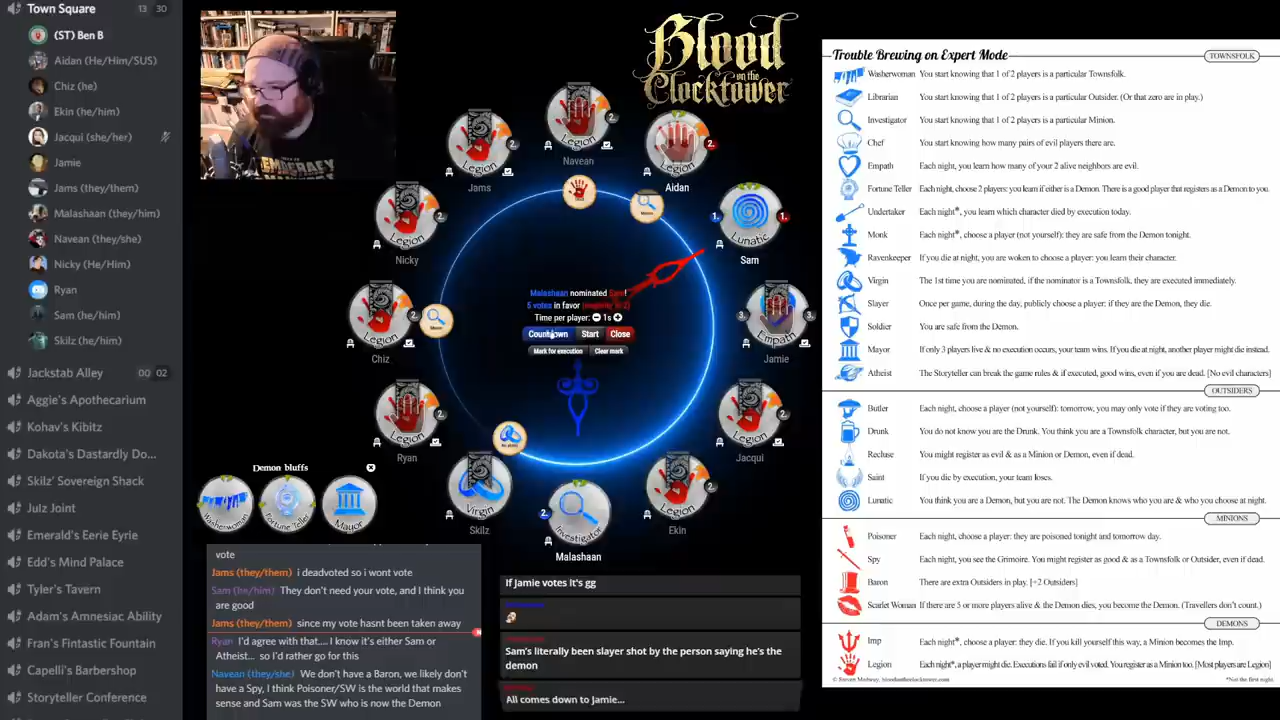 Town Square 13 30
(ST) Ben B
Aidan (He/Him/SUS)
Chiz (he)
Ekin (he/him)
Jacqui (she/her)
Jamie
Jams (they/them)
Malashaan (they/him)
Navean (they/she)
Nicky (He/Him)
Ryan
Sam (he/him)
Skilz (he/him)
Jackstab Alley 00 02
Aggie's Apothecarium
Kohav's Kibitz
Dakota's Dastardly Do...
Skilz' Sovereign Shack
Julz Joint
Emerald's Eerie Eyrie
Edd's Mind Palace
Tyler's Tavern
Adam's Amnesiac Ability
Fen's Fantastic Fountain
Capelli's Barbershop
Storyteller Conference
Blood
on the
Clocktower
Legion
Navean
Legion
Jams
Legion
Aidan
Legion
Nicky
Lunatic
Sam
Legion
Chiz
Empath
Jamie
Legion
Ryan
Legion
Jacqui
Virgin
Skilz
Investigator
Malashaan
Legion
Ekin
Malashaan nominated Sam!
5 votes in favor
Time per player: 1s
Countdown Start Close
Mark for execution Clear mark
Demon bluffs
Washerwoman
Fortune Teller
Mayor
vote
Jams (they/them) i deadvoted so i wont vote
Sam (he/him) They don't need your vote, and I think you
are good
Jams (they/them) since my vote hasnt been taken away
Ryan I'd agree with that.... I know it's either Sam or
Atheist... so I'd rather go for this
Navean (they/she) We don't have a Baron, we likely don't
have a Spy, I think Poisoner/SW is the world that makes
sense and Sam was the SW who is now the Demon
If Jamie votes it's gg
Sam's literally been slayer shot by the person saying he's the
demon
All comes down to Jamie...
Trouble Brewing on Expert Mode
TOWNSFOLK
Washerwoman You start knowing that 1 of 2 players is a particular Townsfolk.
Librarian You start knowing that 1 of 2 players is a particular Outsider. (Or that zero are in play.)
Investigator You start knowing that 1 of 2 players is a particular Minion.
Chef You start knowing how many pairs of evil players there are.
Empath Each night, you learn how many of your 2 alive neighbors are evil.
Fortune Teller Each night, choose 2 players: you learn if either is a Demon. There is a good player that registers as a Demon to you.
Undertaker Each night*, you learn which character died by execution today.
Monk Each night*, choose a player (not yourself): they are safe from the Demon tonight.
Ravenkeeper If you die at night, you are woken to choose a player: you learn their character.
Virgin The 1st time you are nominated, if the nominator is a Townsfolk, they are executed immediately.
Slayer Once per game, during the day, publicly choose a player: if they are the Demon, they die.
Soldier You are safe from the Demon.
Mayor If only 3 players live & no execution occurs, your team wins. If you die at night, another player might die instead.
Atheist The Storyteller can break the game rules & if executed, good wins, even if you are dead. [No evil characters]
OUTSIDERS
Butler Each night, choose a player (not yourself): tomorrow, you may only vote if they are voting too.
Drunk You do not know you are the Drunk. You think you are a Townsfolk character, but you are not.
Recluse You might register as evil & as a Minion or Demon, even if dead.
Saint If you die by execution, your team loses.
Lunatic You think you are a Demon, but you are not. The Demon knows who you are & who you choose at night.
MINIONS
Poisoner Each night, choose a player: they are poisoned tonight and tomorrow day.
Spy Each night, you see the Grimoire. You might register as good & as a Townsfolk or Outsider, even if dead.
Baron There are extra Outsiders in play. [+2 Outsiders]
Scarlet Woman If there are 5 or more players alive & the Demon dies, you become the Demon. (Travellers don't count.)
DEMONS
Imp Each night*, choose a player: they die. If you kill yourself this way, a Minion becomes the Imp.
Legion Each night*, a player might die. Executions fail if only evil voted. You register as a Minion too. [Most players are Legion]
© Steven Medway, bloodontheclocktower.com
*Not the first night.